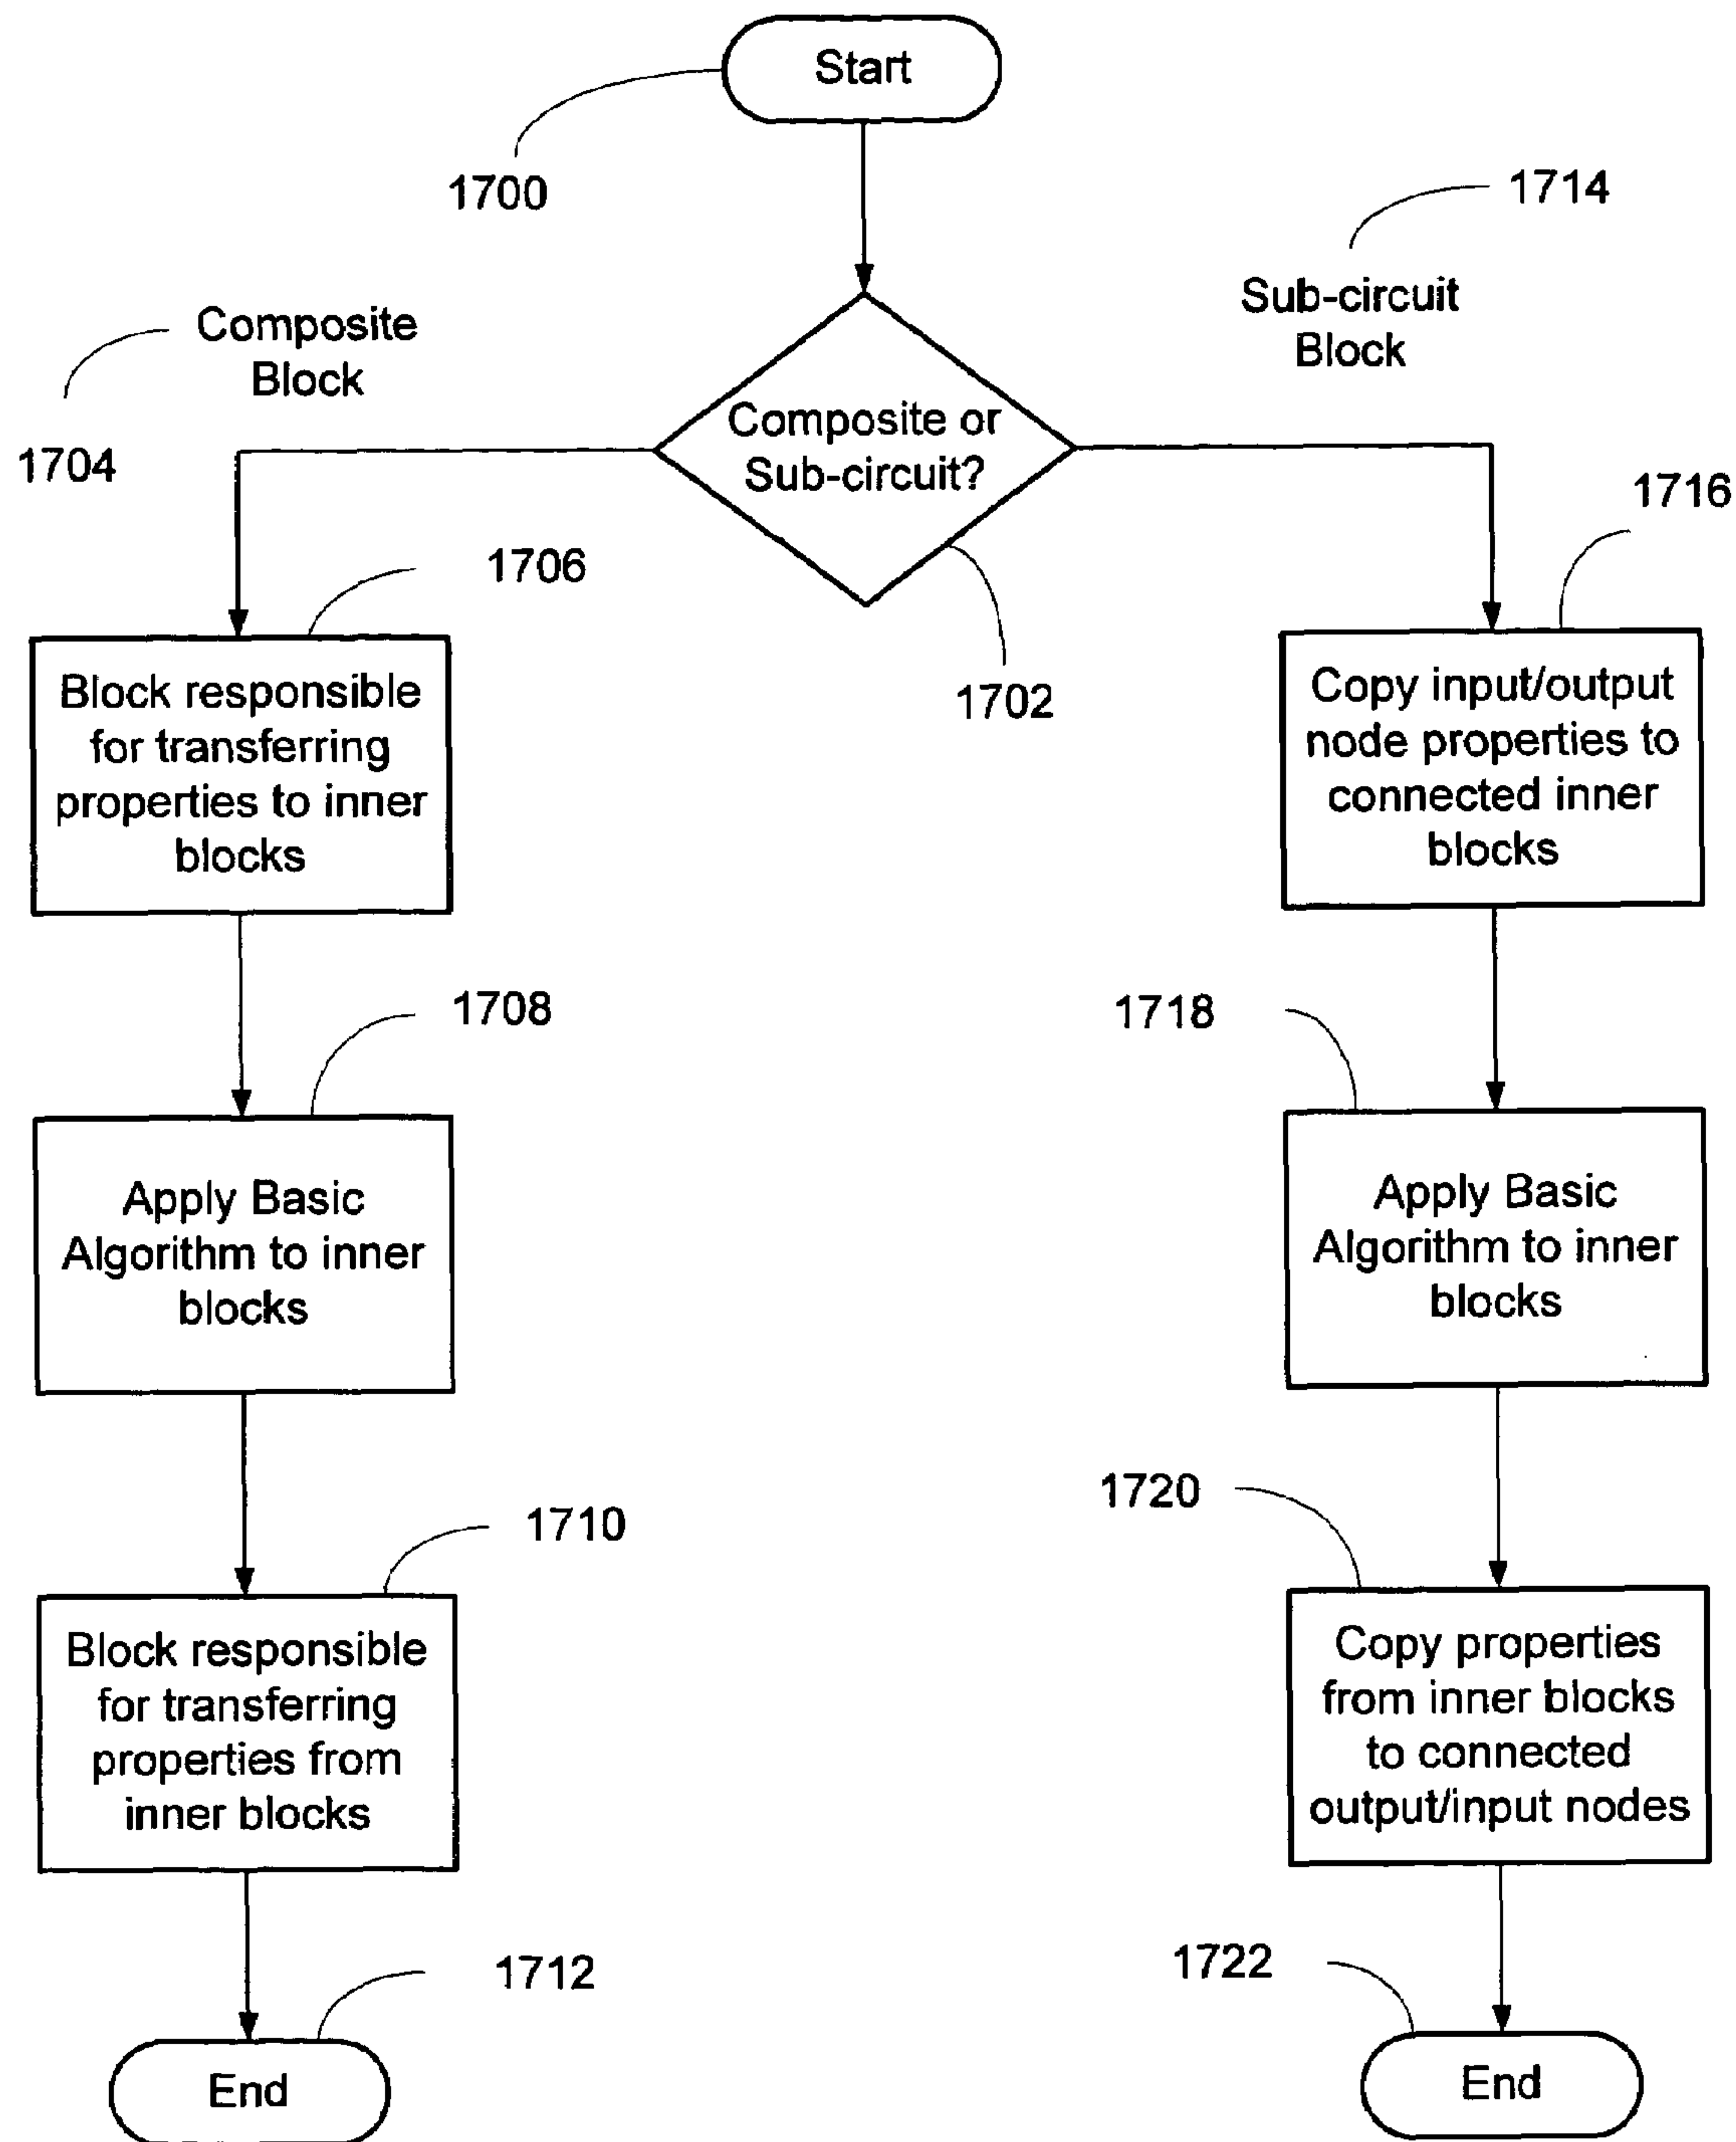 Start
1700
1714
Sub-circuit
Block
Composite
Block
Composite or
Sub-circuit?
1704
1716
1706
1702
Block responsible
for transferring
properties to inner
blocks
Copy input/output
node properties to
connected inner
blocks
1708
1718
Apply Basic
Algorithm to inner
blocks
Apply Basic
Algorithm to inner
blocks
1710
1720
Block responsible
for transferring
properties from
inner blocks
Copy properties
from inner blocks
to connected
output/input nodes
1712
1722
End
End